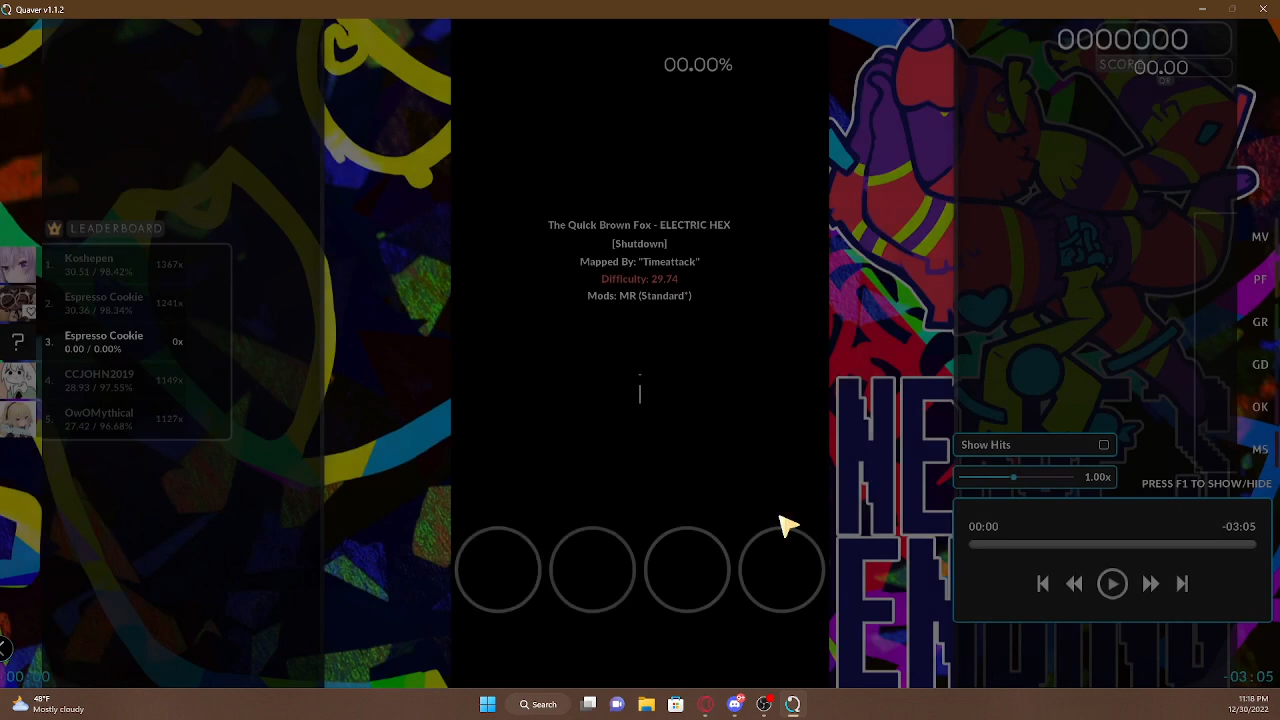 Quaver v1.1.2
00.00%
0000000
SCORE
00.00
QR
The Quick Brown Fox - ELECTRIC HEX
[Shutdown]
Mapped By: "Timeattack"
Difficulty: 29.74
Mods: MR (Standard*)
-
LEADERBOARD
1. Koshepen
30.51 / 98.42% 1367x
2. Espresso Cookie
30.36 / 98.34% 1241x
3. Espresso Cookie
0.00 / 0.00% 0x
4. CCJOHN2019
28.93 / 97.55% 1149x
5. OwOMythical
27.42 / 96.68% 1127x
MV
PF
GR
GD
OK
MS
Show Hits
1.00x
PRESS F1 TO SHOW/HIDE
00:00 -03:05
NE
EN
00:00
-03:05
48°F
Mostly cloudy
Search
11:18 PM
12/30/2022